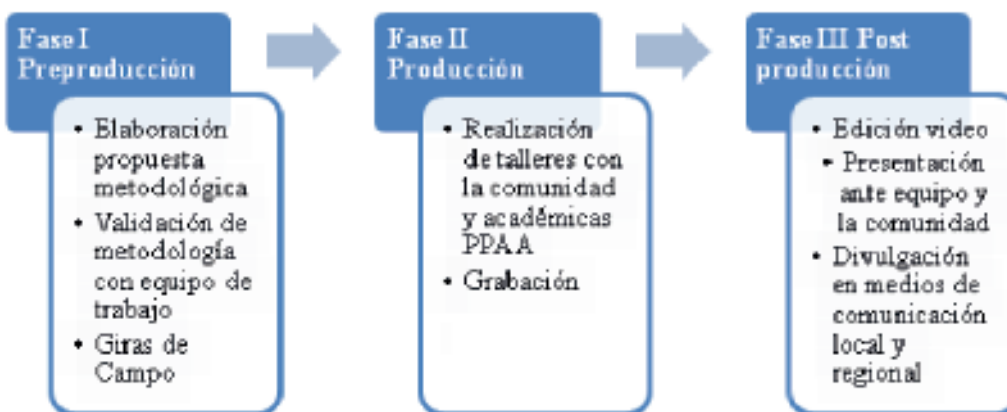 Fase I
Preproducción
• Elaboración
propuesta
metodológica
• Validación de
metodología
con equipo de
trabajo
• Giras de
Campo
Fase II
Producción
• Realización
de talleres con
la comunidad
y académicas
PPAA
• Grabación
Fase III Post
producción
• Edición video
• Presentación
ante equipo y
la comunidad
• Divulgación
en medios de
comunicación
local y
regional